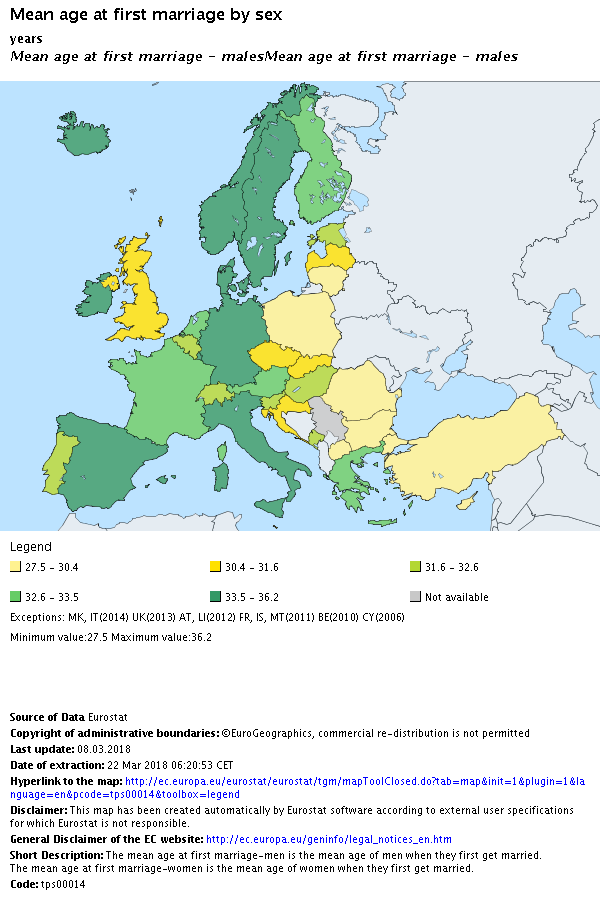 Mean age at first marriage by sex
years
Mean age at first marriage - malesMean age at first marriage - males
Legend
27.5 - 30.4
30.4 - 31.6
31.6 - 32.6
32.6 - 33.5
33.5 - 36.2
Not available
Exceptions: MK, IT(2014) UK(2013) AT, LI(2012) FR, IS, MT(2011) BE(2010) CY(2006)
Minimum value:27.5 Maximum value:36.2
Source of Data Eurostat
Copyright of administrative boundaries: ©EuroGeographics, commercial re-distribution is not permitted
Last update: 08.03.2018
Date of extraction: 22 Mar 2018 06:20:53 CET
Hyperlink to the map: http://ec.europa.eu/eurostat/eurostat/tgm/mapToolClosed.do?tab=map&init=1&plugin=1&la
nguage=en&pcode=tps00014&toolbox=legend
Disclaimer: This map has been created automatically by Eurostat software according to external user specifications
for which Eurostat is not responsible.
General Disclaimer of the EC website: http://ec.europa.eu/geninfo/legal_notices_en.htm
Short Description: The mean age at first marriage-men is the mean age of men when they first get married.
The mean age at first marriage-women is the mean age of women when they first get married.
Code: tps00014